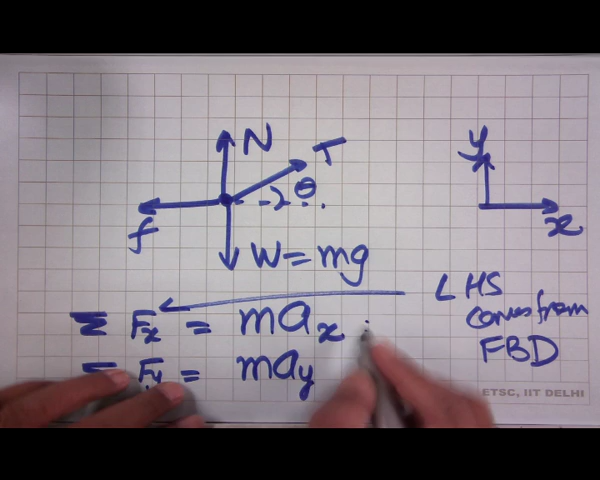 N
T
θ
f
W = mg
y
x
LHS
comes from
FBD
Σ Fx = max
Σ Fy = may
ETSC, IIT DELHI